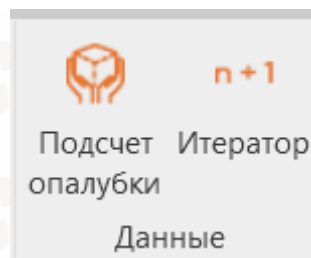 n + 1
Подсчет опалубки
Итератор
Данные